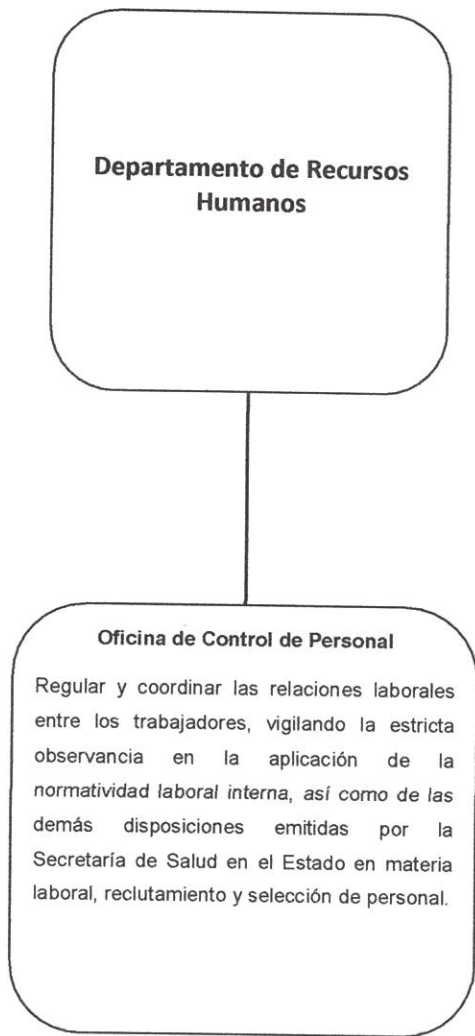 Departamento de Recursos
Humanos
Oficina de Control de Personal
Regular y coordinar las relaciones laborales
entre los trabajadores, vigilando la estricta
observancia en la aplicación de la
normatividad laboral interna, así como de las
demás disposiciones emitidas por la
Secretaría de Salud en el Estado en materia
laboral, reclutamiento y selección de personal.